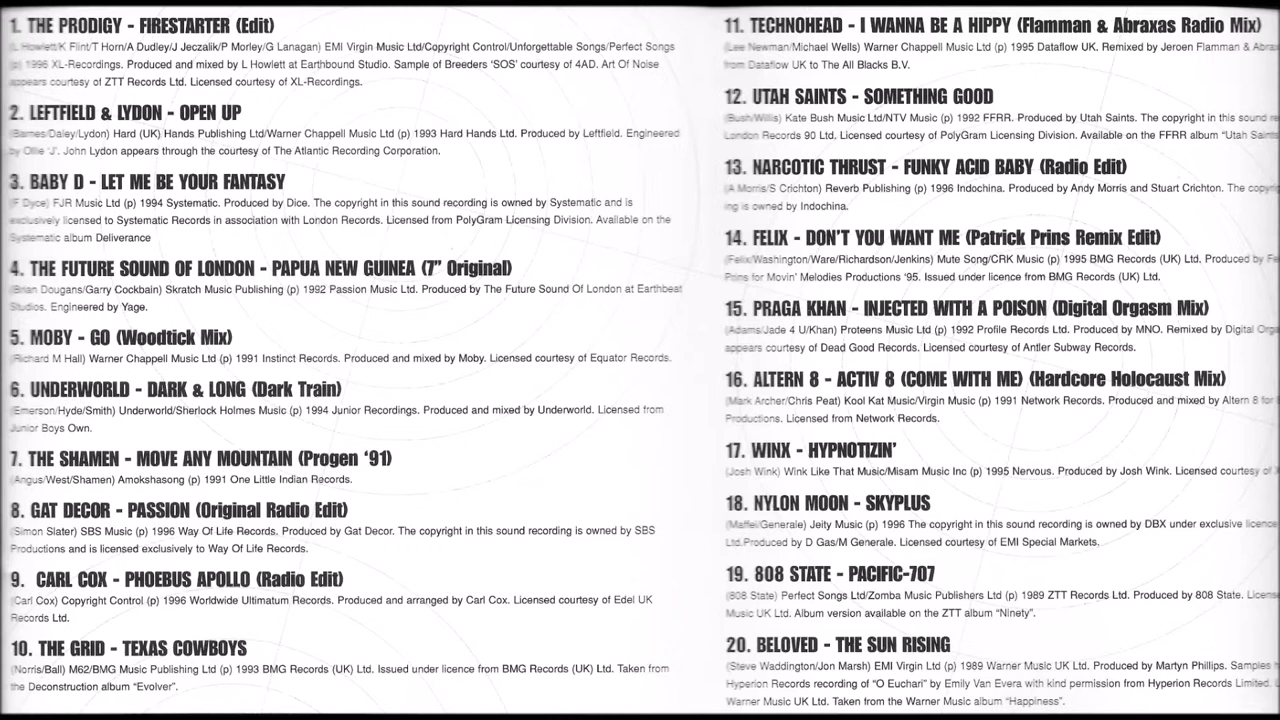 1. THE PRODIGY - FIRESTARTER (Edit)
(L Howlett/K Flint/T Horn/A Dudley/J Jeczalik/P Morley/G Lanagan) EMI Virgin Music Ltd/Copyright Control/Unforgettable Songs/Perfect Songs
(p) 1996 XL-Recordings. Produced and mixed by L Howlett at Earthbound Studio. Sample of Breeders ‘SOS’ courtesy of 4AD. Art Of Noise
appears courtesy of ZTT Records Ltd. Licensed courtesy of XL-Recordings.
2. LEFTFIELD & LYDON - OPEN UP
(Barnes/Daley/Lydon) Hard (UK) Hands Publishing Ltd/Warner Chappell Music Ltd (p) 1993 Hard Hands Ltd. Produced by Leftfield. Engineered
by Ollie ‘J’. John Lydon appears through the courtesy of The Atlantic Recording Corporation.
3. BABY D - LET ME BE YOUR FANTASY
(F Dyce) FJR Music Ltd (p) 1994 Systematic. Produced by Dice. The copyright in this sound recording is owned by Systematic and is
exclusively licensed to Systematic Records in association with London Records. Licensed from PolyGram Licensing Division. Available on the
Systematic album Deliverance
4. THE FUTURE SOUND OF LONDON - PAPUA NEW GUINEA (7” Original)
(Brian Dougans/Garry Cockbain) Skratch Music Publishing (p) 1992 Passion Music Ltd. Produced by The Future Sound Of London at Earthbeat
Studios. Engineered by Yage.
5. MOBY - GO (Woodtick Mix)
(Richard M Hall) Warner Chappell Music Ltd (p) 1991 Instinct Records. Produced and mixed by Moby. Licensed courtesy of Equator Records.
6. UNDERWORLD - DARK & LONG (Dark Train)
(Emerson/Hyde/Smith) Underworld/Sherlock Holmes Music (p) 1994 Junior Recordings. Produced and mixed by Underworld. Licensed from
Junior Boys Own.
7. THE SHAMEN - MOVE ANY MOUNTAIN (Progen ‘91)
(Angus/West/Shamen) Amokshasong (p) 1991 One Little Indian Records.
8. GAT DECOR - PASSION (Original Radio Edit)
(Simon Slater) SBS Music (p) 1996 Way Of Life Records. Produced by Gat Decor. The copyright in this sound recording is owned by SBS
Productions and is licensed exclusively to Way Of Life Records.
9. CARL COX - PHOEBUS APOLLO (Radio Edit)
(Carl Cox) Copyright Control (p) 1996 Worldwide Ultimatum Records. Produced and arranged by Carl Cox. Licensed courtesy of Edel UK
Records Ltd.
10. THE GRID - TEXAS COWBOYS
(Norris/Ball) M62/BMG Music Publishing Ltd (p) 1993 BMG Records (UK) Ltd. Issued under licence from BMG Records (UK) Ltd. Taken from
the Deconstruction album “Evolver”.
11. TECHNOHEAD - I WANNA BE A HIPPY (Flamman & Abraxas Radio Mix)
(Lee Newman/Michael Wells) Warner Chappell Music Ltd (p) 1995 Dataflow UK. Remixed by Jeroen Flamman &
from Dataflow UK to The All Blacks B.V.
12. UTAH SAINTS - SOMETHING GOOD
(Bush/Willis) Kate Bush Music Ltd/NTV Music (p) 1992 FFRR. Produced by Utah Saints. The copyright in this sound
London Records 90 Ltd. Licensed courtesy of PolyGram Licensing Division. Available on the FFRR album “Utah Saints
13. NARCOTIC THRUST - FUNKY ACID BABY (Radio Edit)
(A Morris/S Crichton) Reverb Publishing (p) 1996 Indochina. Produced by Andy Morris and Stuart Crichton. The
ing is owned by Indochina.
14. FELIX - DON’T YOU WANT ME (Patrick Prins Remix Edit)
(Felix/Washington/Ware/Richardson/Jenkins) Mute Song/CRK Music (p) 1995 BMG Records (UK) Ltd. Produced by
Prins for Movin’ Melodies Productions ‘95. Issued under licence from BMG Records (UK) Ltd.
15. PRAGA KHAN - INJECTED WITH A POISON (Digital Orgasm Mix)
(Adams/Jade 4 U/Khan) Proteens Music Ltd (p) 1992 Profile Records Ltd. Produced by MNO. Remixed by Digital
appears courtesy of Dead Good Records. Licensed courtesy of Antler Subway Records.
16. ALTERN 8 - ACTIV 8 (COME WITH ME) (Hardcore Holocaust Mix)
(Mark Archer/Chris Peat) Kool Kat Music/Virgin Music (p) 1991 Network Records. Produced and mixed by Altern 8 for
Productions. Licensed from Network Records.
17. WINX - HYPNOTIZIN’
(Josh Wink) Wink Like That Music/Misam Music Inc (p) 1995 Nervous. Produced by Josh Wink. Licensed courtesy of
18. NYLON MOON - SKYPLUS
(Maffei/Generale) Jeity Music (p) 1996 The copyright in this sound recording is owned by DBX under exclusive licence
Ltd.Produced by D Gas/M Generale. Licensed courtesy of EMI Special Markets.
19. 808 STATE - PACIFIC-707
(808 State) Perfect Songs Ltd/Zomba Music Publishers Ltd (p) 1989 ZTT Records Ltd. Produced by 808 State.
Music UK Ltd. Album version available on the ZTT album “Ninety”.
20. BELOVED - THE SUN RISING
(Steve Waddington/Jon Marsh) EMI Virgin Ltd (p) 1989 Warner Music UK Ltd. Produced by Martyn Phillips. Samples
Hyperion Records recording of “O Euchari” by Emily Van Evera with kind permission from Hyperion Records Limited.
Warner Music UK Ltd. Taken from the Warner Music album “Happiness”.